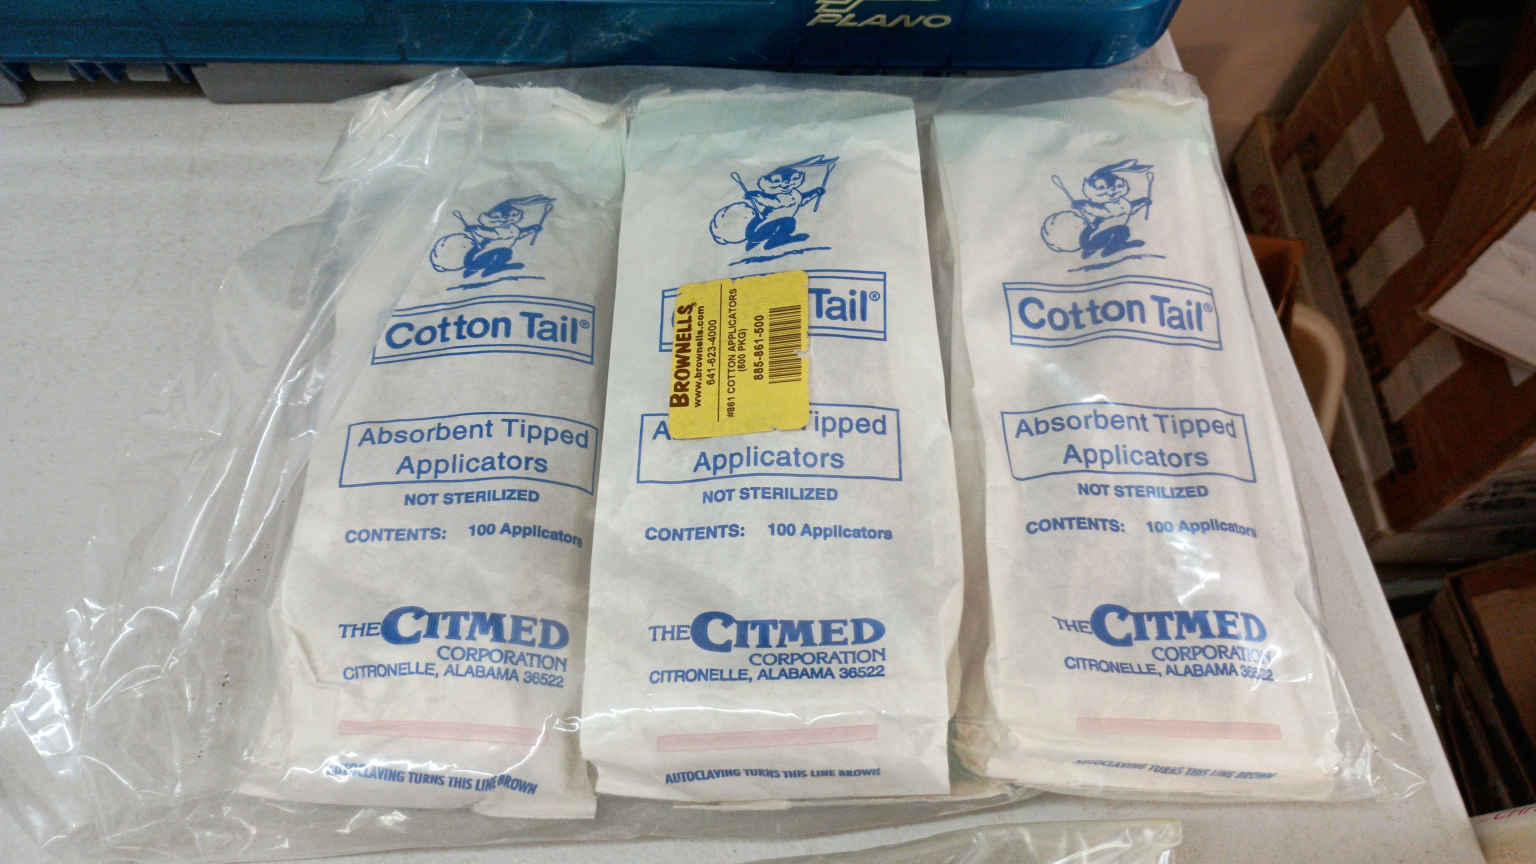 PLANO
Cotton Tail®
Absorbent Tipped
Applicators
NOT STERILIZED
CONTENTS: 100 Applicators
THE CITMED
CORPORATION
CITRONELLE, ALABAMA 36522
AUTOCLAVING TURNS THIS LINE BROWN
Tail®
BROWNELLS
www.brownells.com
641-623-4000
#861 COTTON APPLICATORS
(600 PKG)
885-861-500
A ipped
Applicators
NOT STERILIZED
CONTENTS: 100 Applicators
THE CITMED
CORPORATION
CITRONELLE, ALABAMA 36522
AUTOCLAVING TURNS THIS LINE BROWN
Cotton Tail®
Absorbent Tipped
Applicators
NOT STERILIZED
CONTENTS: 100 Applicators
THE CITMED
CORPORATION
CITRONELLE, ALABAMA 36522
AUTOCLAVING TURNS THIS LINE BROWN